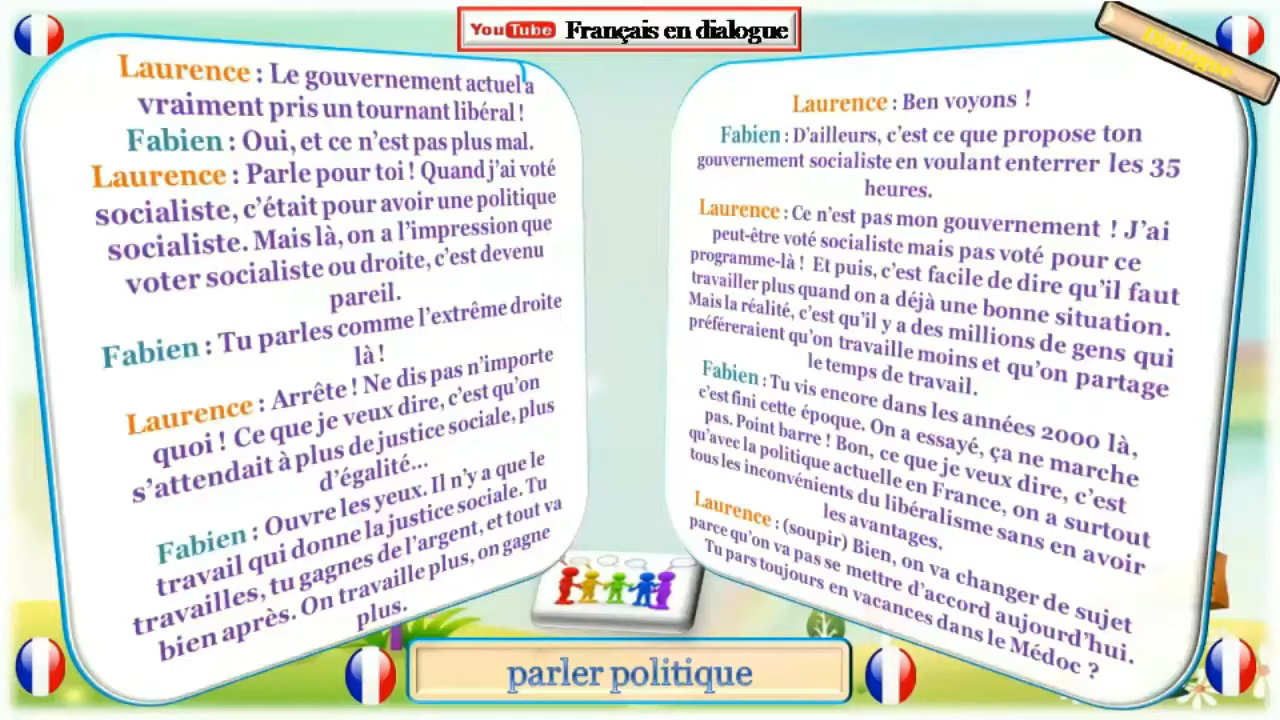 YouTube Français en dialogue
Dialogue
Laurence : Le gouvernement actuel a
vraiment pris un tournant libéral !
Fabien : Oui, et ce n'est pas plus mal.
Laurence : Parle pour toi ! Quand j'ai voté
socialiste, c'était pour avoir une politique
socialiste. Mais là, on a l'impression que
voter socialiste ou droite, c'est devenu
pareil.
Fabien : Tu parles comme l'extrême droite
là !
Laurence : Arrête ! Ne dis pas n'importe
quoi ! Ce que je veux dire, c'est qu'on
s'attendait à plus de justice sociale, plus
d'égalité...
Fabien : Ouvre les yeux. Il n'y a que le
travail qui donne la justice sociale. Tu
travailles, tu gagnes de l'argent, et tout va
bien après. On travaille plus, on gagne
plus.
Laurence : Ben voyons !
Fabien : D'ailleurs, c'est ce que propose ton
gouvernement socialiste en voulant enterrer les 35
heures.
Laurence : Ce n'est pas mon gouvernement ! J'ai
peut-être voté socialiste mais pas voté pour ce
programme-là ! Et puis, c'est facile de dire qu'il faut
travailler plus quand on a déjà une bonne situation.
Mais la réalité, c'est qu'il y a des millions de gens qui
préféreraient qu'on travaille moins et qu'on partage
le temps de travail.
Fabien : Tu vis encore dans les années 2000 là,
c'est fini cette époque. On a essayé, ça ne marche
pas. Point barre ! Bon, ce que je veux dire, c'est
qu'avec la politique actuelle en France, on a surtout
tous les inconvénients du libéralisme sans en avoir
les avantages.
Laurence : (soupir) Bien, on va changer de sujet
parce qu'on va pas se mettre d'accord aujourd'hui.
Tu pars toujours en vacances dans le Médoc ?
parler politique